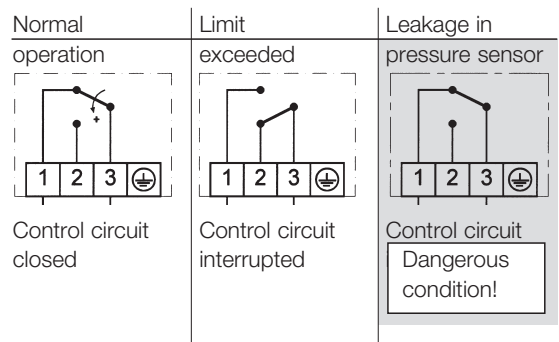 Normal
operation
+
1 2 3
Control circuit
closed
Limit
exceeded
1 2 3
Control circuit
interrupted
Leakage in
pressure sensor
1 2 3
Control circuit
Dangerous
condition!